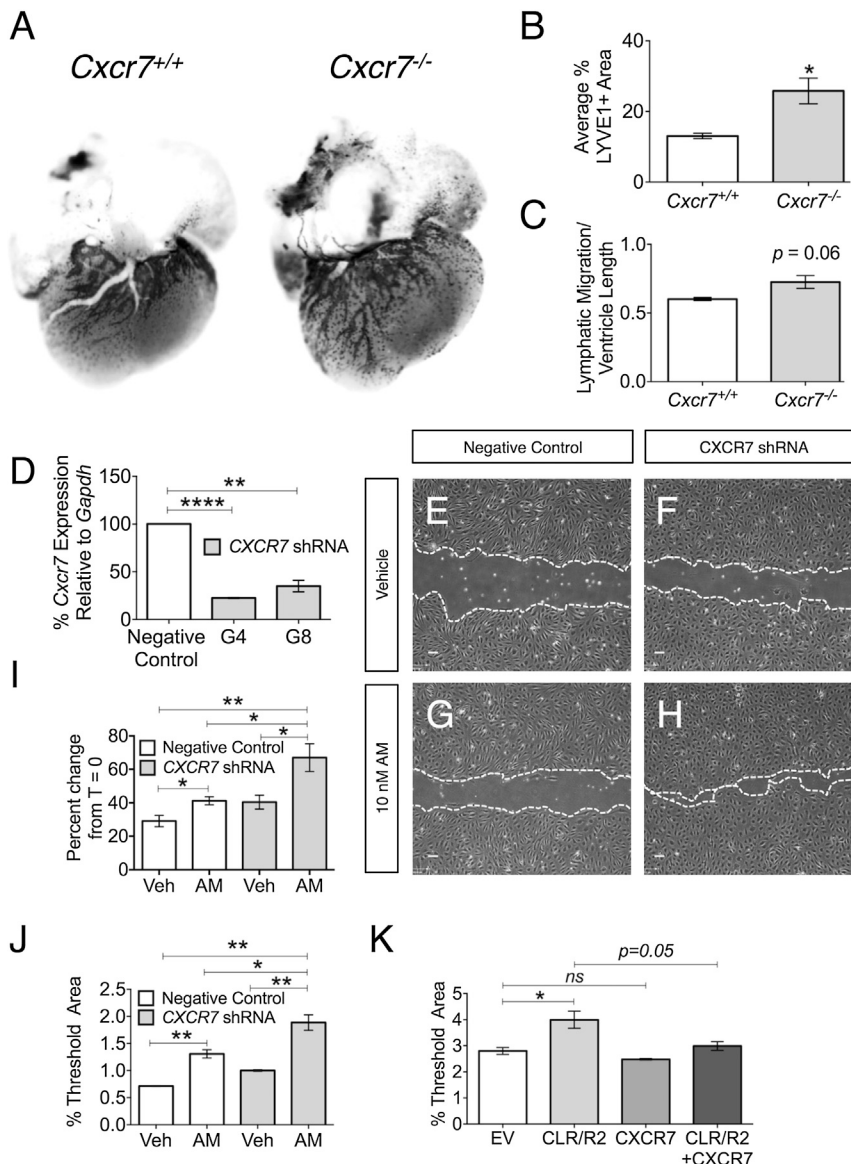 A
Cxcr7+/+
Cxcr7-/-
B
Average %
LYVE1+ Area
40
20
0
*
Cxcr7+/+
Cxcr7-/-
C
Lymphatic Migration/
Ventricle Length
1.0
0.5
0.0
p = 0.06
Cxcr7+/+
Cxcr7-/-
D
% Cxcr7 Expression
Relative to Gapdh
150
100
50
0
**
****
CXCR7 shRNA
Negative
Control
G4
G8
Negative Control
CXCR7 shRNA
Vehicle
10 nM AM
E
F
G
H
I
Percent change
from T = 0
80
60
40
20
0
**
*
*
*
Negative Control
CXCR7 shRNA
Veh
AM
Veh
AM
J
% Threshold Area
2.5
2.0
1.5
1.0
0.5
0.0
**
*
**
**
Negative Control
CXCR7 shRNA
Veh
AM
Veh
AM
K
% Threshold Area
5
4
3
2
1
0
p=0.05
ns
*
EV
CLR/R2
CXCR7
CLR/R2
+CXCR7